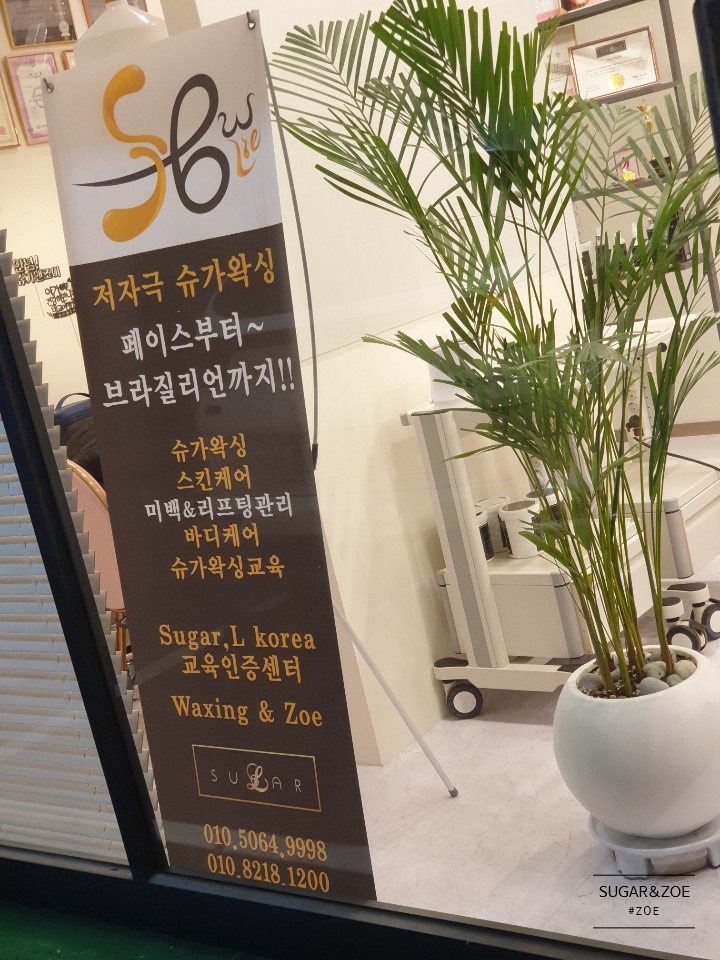 w
Zoe
저자극 슈가왁싱
페이스부터~
브라질리언까지!!
슈가왁싱
스킨케어
미백&리프팅관리
바디케어
슈가왁싱교육
Sugar,L korea
교육인증센터
Waxing & Zoe
SUGAR
010.5064.9998
010.8218.1200
SUGAR&ZOE
#ZOE